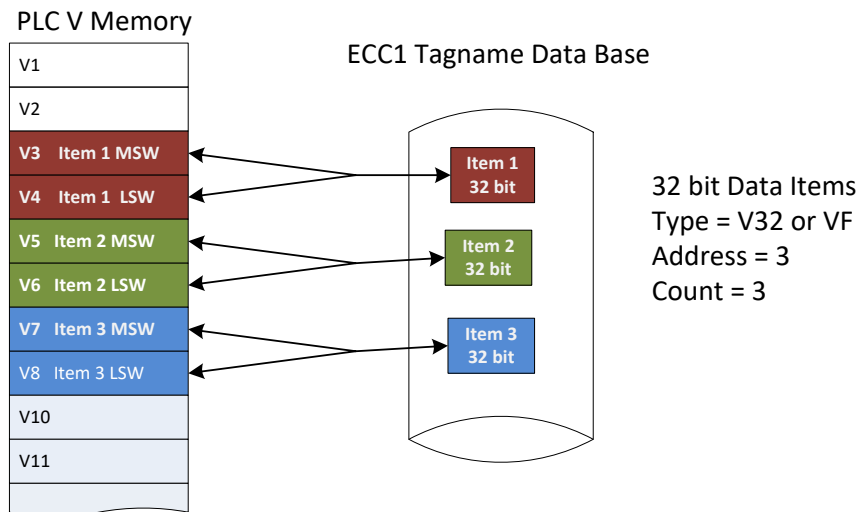 PLC V Memory
ECC1 Tagname Data Base
V1
V2
V3 Item 1 MSW
V4 Item 1 LSW
V5 Item 2 MSW
V6 Item 2 LSW
V7 Item 3 MSW
V8 Item 3 LSW
V10
V11
Item 1
32 bit
Item 2
32 bit
Item 3
32 bit
32 bit Data Items
Type = V32 or VF
Address = 3
Count = 3